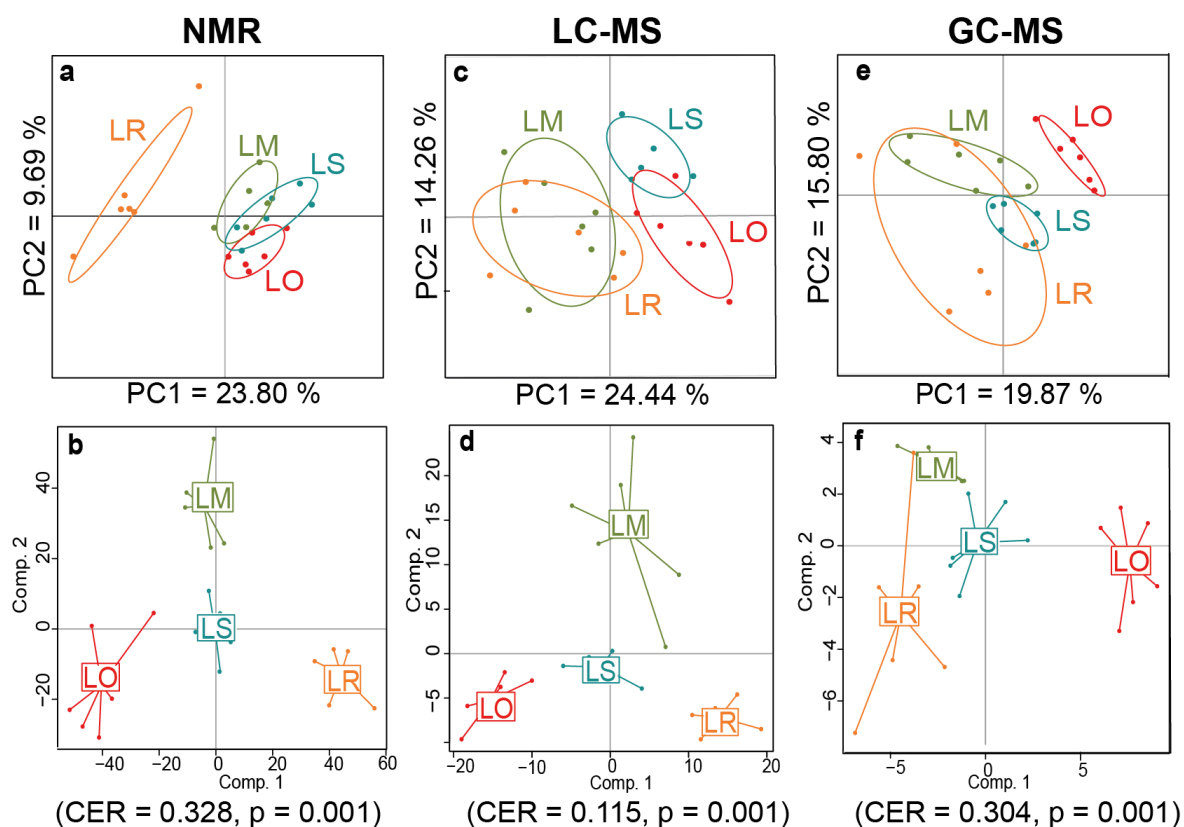 NMR
LC-MS
GC-MS
a
LR
LM
LS
LO
PC2 = 9.69 %
PC1 = 23.80 %
c
LM
LS
LO
LR
PC2 = 14.26 %
PC1 = 24.44 %
e
LM
LO
LS
LR
PC2 = 15.80 %
PC1 = 19.87 %
b
LM
LS
LO
LR
Comp. 2
40
20
0
−20
−40 −20 0 20 40 60
Comp. 1
(CER = 0.328, p = 0.001)
d
LM
LS
LO
LR
Comp. 2
20
15
10
5
0
−5
−20 −10 0 10 20
Comp. 1
(CER = 0.115, p = 0.001)
f
LM
LS
LO
LR
Comp. 2
4
2
0
−2
−4
−6
−5 0 5
Comp. 1
(CER = 0.304, p = 0.001)